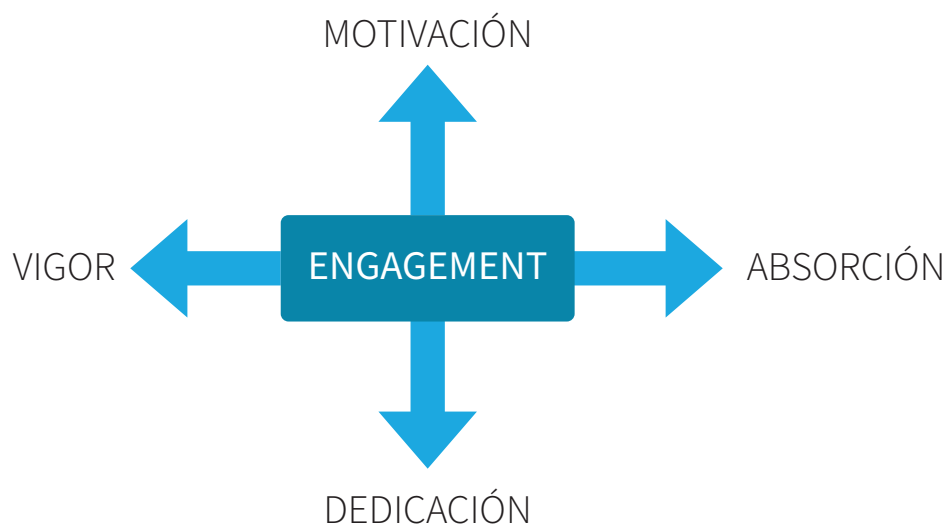 MOTIVACIÓN
VIGOR
ENGAGEMENT
ABSORCIÓN
DEDICACIÓN